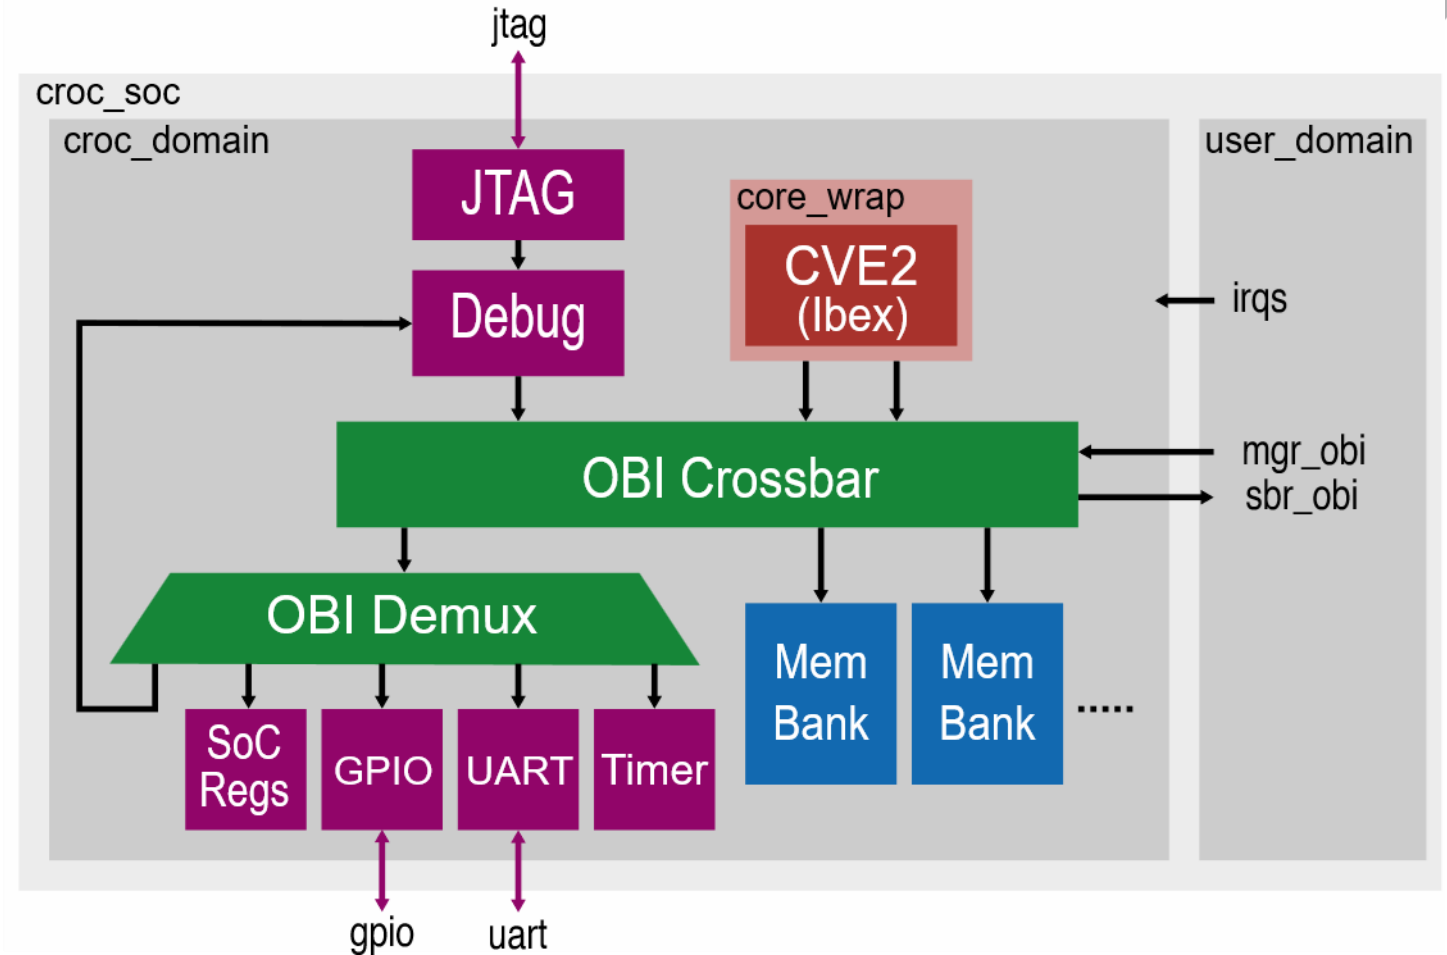 jtag
croc_soc
croc_domain
user_domain
JTAG
core_wrap
CVE2
(Ibex)
Debug
irqs
OBI Crossbar
mgr_obi
sbr_obi
OBI Demux
Mem
Bank
Mem
Bank
.....
SoC
Regs
GPIO
UART
Timer
gpio
uart